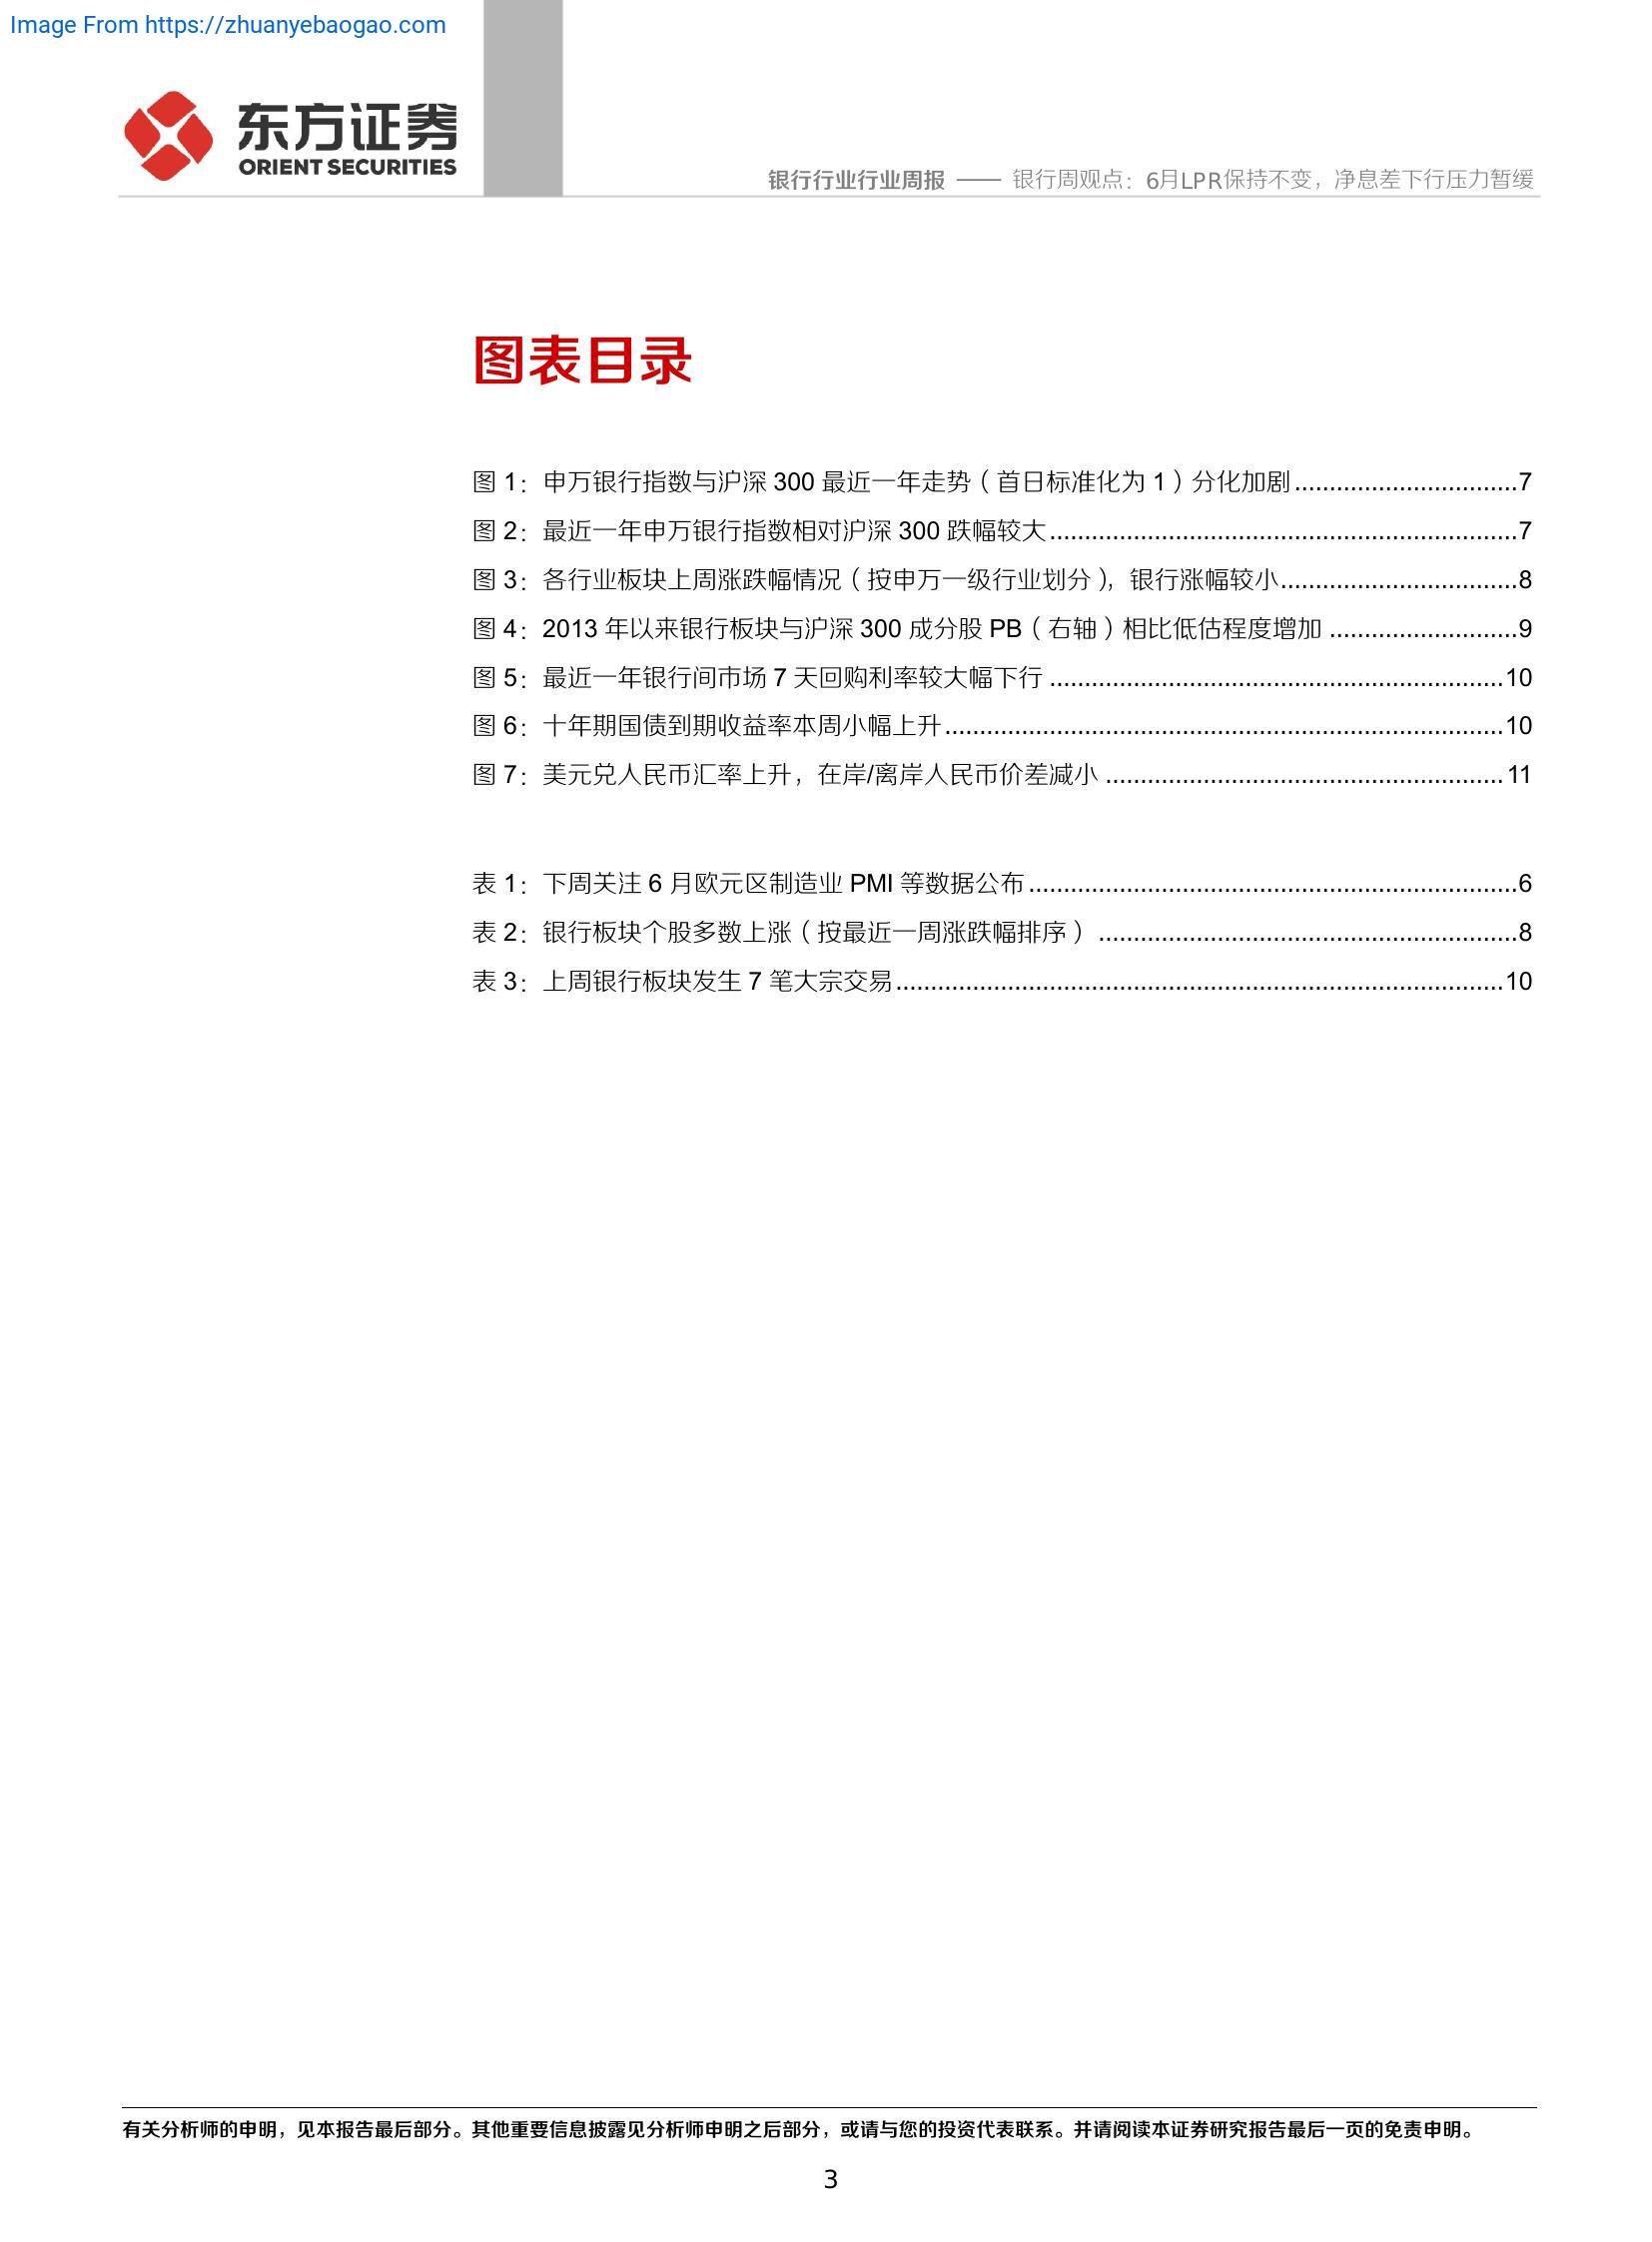 Image From https://zhuanyebaogao.com
东方证券
ORIENT SECURITIES
银行行业行业周报 —— 银行周观点：6月LPR保持不变，净息差下行压力暂缓
图表目录
图 1：申万银行指数与沪深 300 最近一年走势（首日标准化为 1）分化加剧................................7
图 2：最近一年申万银行指数相对沪深 300 跌幅较大...................................................................7
图 3：各行业板块上周涨跌幅情况（按申万一级行业划分），银行涨幅较小..................................8
图 4：2013 年以来银行板块与沪深 300 成分股 PB（右轴）相比低估程度增加 ...........................9
图 5：最近一年银行间市场 7 天回购利率较大幅下行 .................................................................10
图 6：十年期国债到期收益率本周小幅上升................................................................................10
图 7：美元兑人民币汇率上升，在岸/离岸人民币价差减小 .........................................................11
表 1：下周关注 6 月欧元区制造业 PMI 等数据公布......................................................................6
表 2：银行板块个股多数上涨（按最近一周涨跌幅排序） ............................................................8
表 3：上周银行板块发生 7 笔大宗交易.......................................................................................10
有关分析师的申明，见本报告最后部分。其他重要信息披露见分析师申明之后部分，或请与您的投资代表联系。并请阅读本证券研究报告最后一页的免责申明。
3